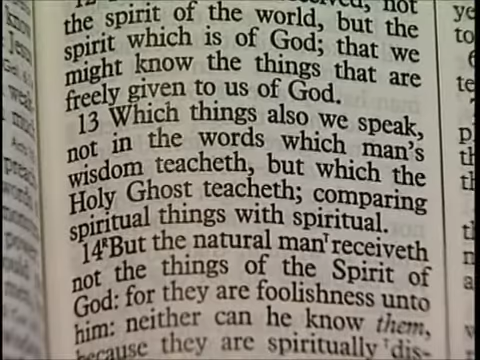 12          received, not
the spirit of the world, but the
spirit which is of God; that we
might know the things that are
freely given to us of God.
13 Which things also we speak,
not in the words which man's
wisdom teacheth, but which the
Holy Ghost teacheth; comparing
spiritual things with spiritual.
14 But the natural man receiveth
not the things of the Spirit of
God: for they are foolishness unto
him: neither can he know them,
because they are spiritually dis-